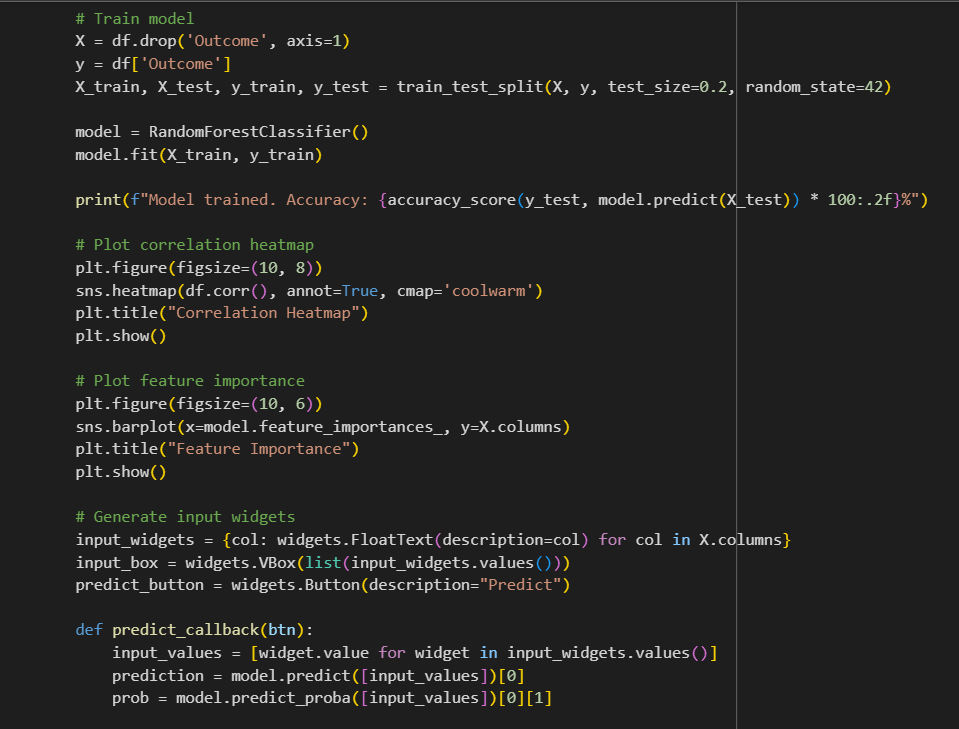 # Train model
X = df.drop('Outcome', axis=1)
y = df['Outcome']
X_train, X_test, y_train, y_test = train_test_split(X, y, test_size=0.2, random_state=42)

model = RandomForestClassifier()
model.fit(X_train, y_train)

print(f"Model trained. Accuracy: {accuracy_score(y_test, model.predict(X_test)) * 100:.2f}%")

# Plot correlation heatmap
plt.figure(figsize=(10, 8))
sns.heatmap(df.corr(), annot=True, cmap='coolwarm')
plt.title("Correlation Heatmap")
plt.show()

# Plot feature importance
plt.figure(figsize=(10, 6))
sns.barplot(x=model.feature_importances_, y=X.columns)
plt.title("Feature Importance")
plt.show()

# Generate input widgets
input_widgets = {col: widgets.FloatText(description=col) for col in X.columns}
input_box = widgets.VBox(list(input_widgets.values()))
predict_button = widgets.Button(description="Predict")

def predict_callback(btn):
    input_values = [widget.value for widget in input_widgets.values()]
    prediction = model.predict([input_values])[0]
    prob = model.predict_proba([input_values])[0][1]